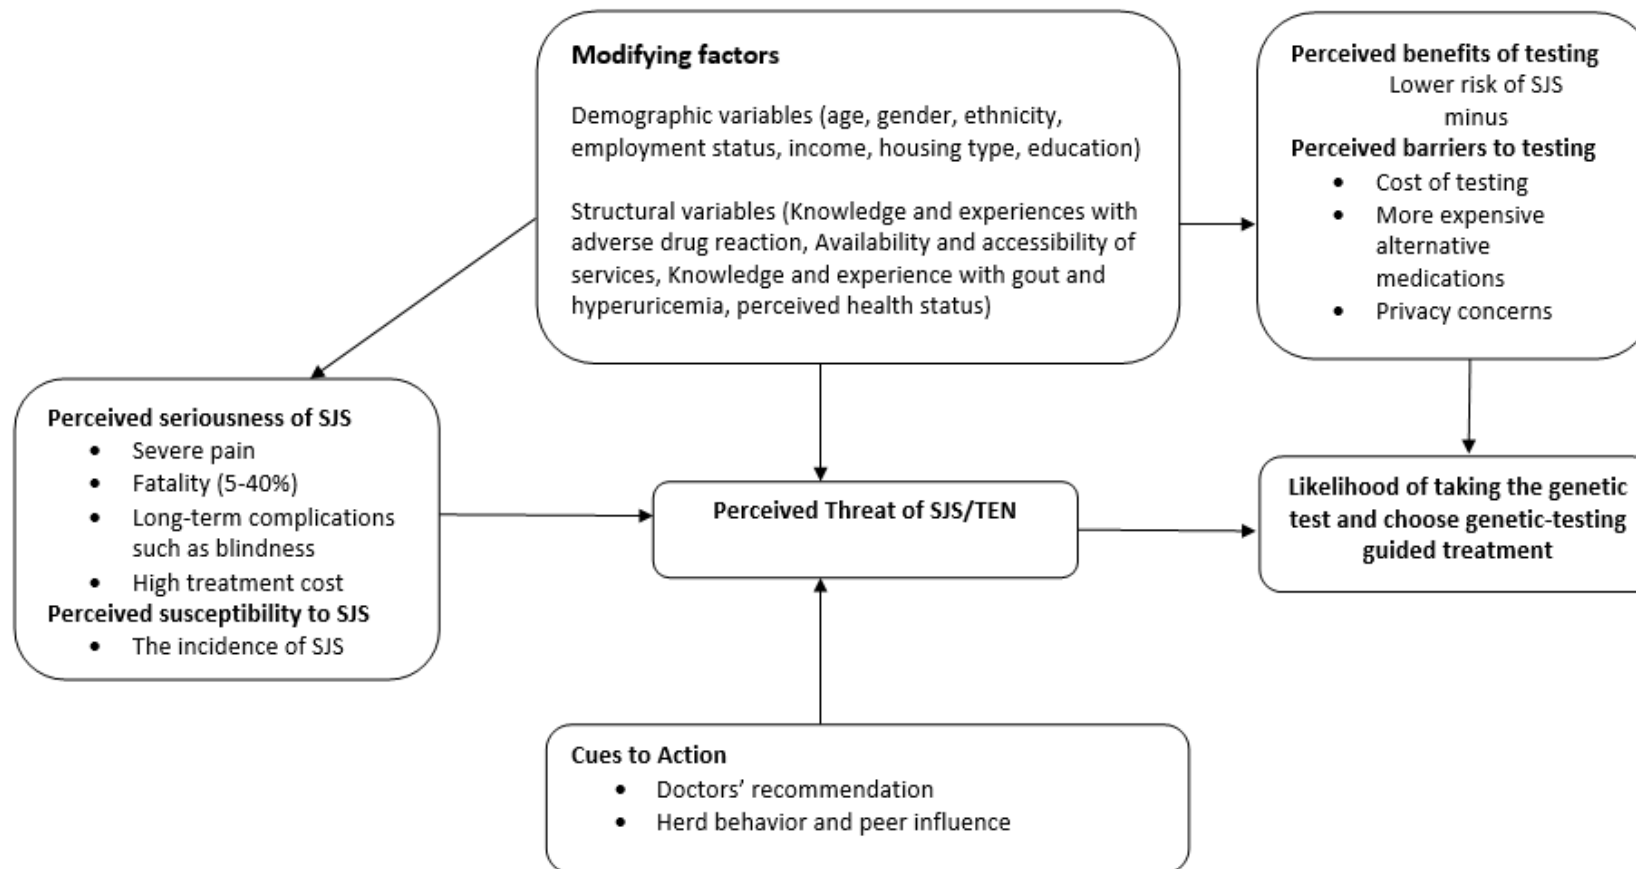 Modifying factors
Demographic variables (age, gender, ethnicity,
employment status, income, housing type, education)
Structural variables (Knowledge and experiences with
adverse drug reaction, Availability and accessibility of
services, Knowledge and experience with gout and
hyperuricemia, perceived health status)
Perceived benefits of testing
Lower risk of SJS
minus
Perceived barriers to testing
• Cost of testing
• More expensive
alternative
medications
• Privacy concerns
Perceived seriousness of SJS
• Severe pain
• Fatality (5-40%)
• Long-term complications
such as blindness
• High treatment cost
Perceived susceptibility to SJS
• The incidence of SJS
Perceived Threat of SJS/TEN
Likelihood of taking the genetic
test and choose genetic-testing
guided treatment
Cues to Action
• Doctors’ recommendation
• Herd behavior and peer influence